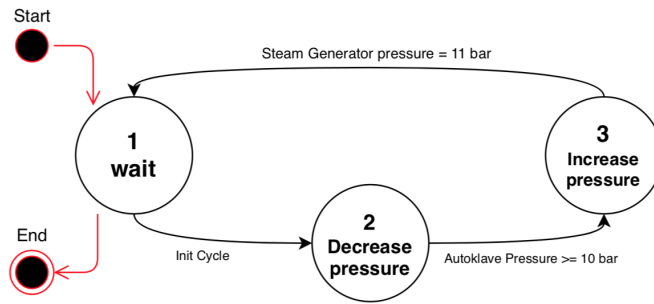 Start
Steam Generator pressure = 11 bar
1
wait
3
Increase
pressure
2
Decrease
pressure
End
Init Cycle
Autoklave Pressure >= 10 bar